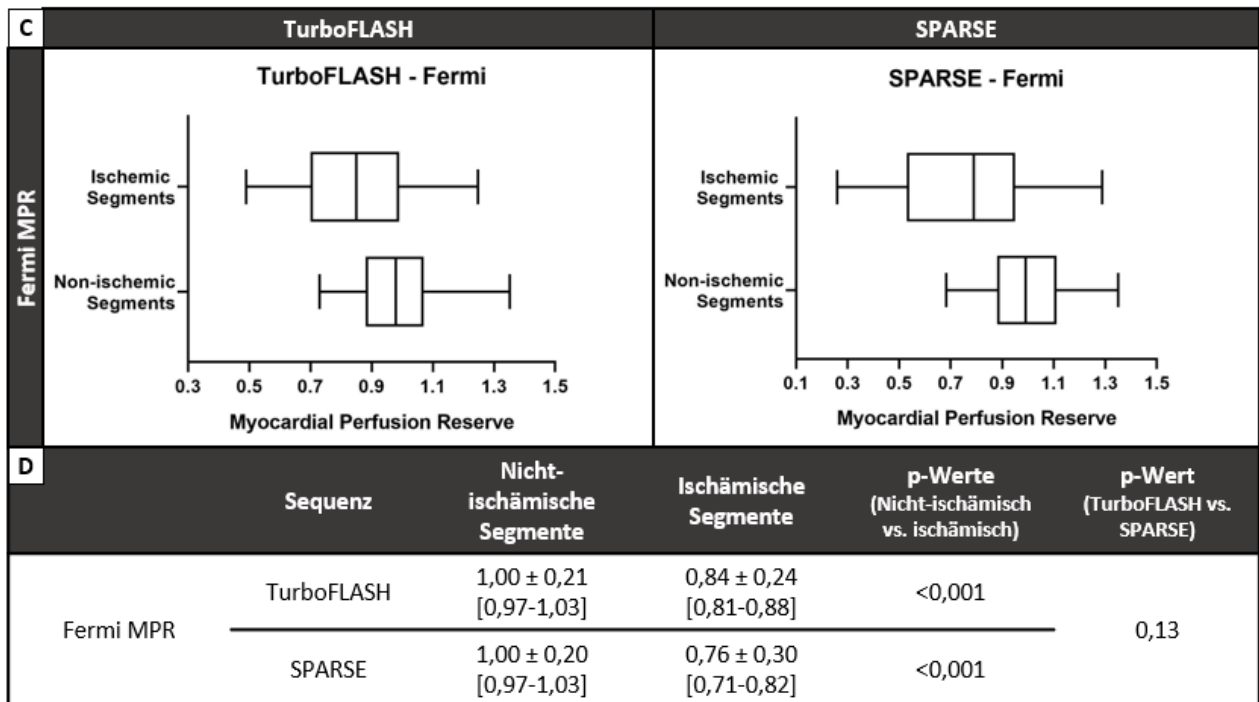 C
TurboFLASH
SPARSE
Fermi MPR
TurboFLASH - Fermi
Ischemic
Segments
Non-ischemic
Segments
0.3 0.5 0.7 0.9 1.1 1.3 1.5
Myocardial Perfusion Reserve
SPARSE - Fermi
Ischemic
Segments
Non-ischemic
Segments
0.1 0.3 0.5 0.7 0.9 1.1 1.3 1.5
Myocardial Perfusion Reserve
D
Sequenz
Nicht-
ischämische
Segmente
Ischämische
Segmente
p-Werte
(Nicht-ischämisch
vs. ischämisch)
p-Wert
(TurboFLASH vs.
SPARSE)
Fermi MPR
TurboFLASH
1,00 ± 0,21
[0,97-1,03]
0,84 ± 0,24
[0,81-0,88]
<0,001
SPARSE
1,00 ± 0,20
[0,97-1,03]
0,76 ± 0,30
[0,71-0,82]
<0,001
0,13